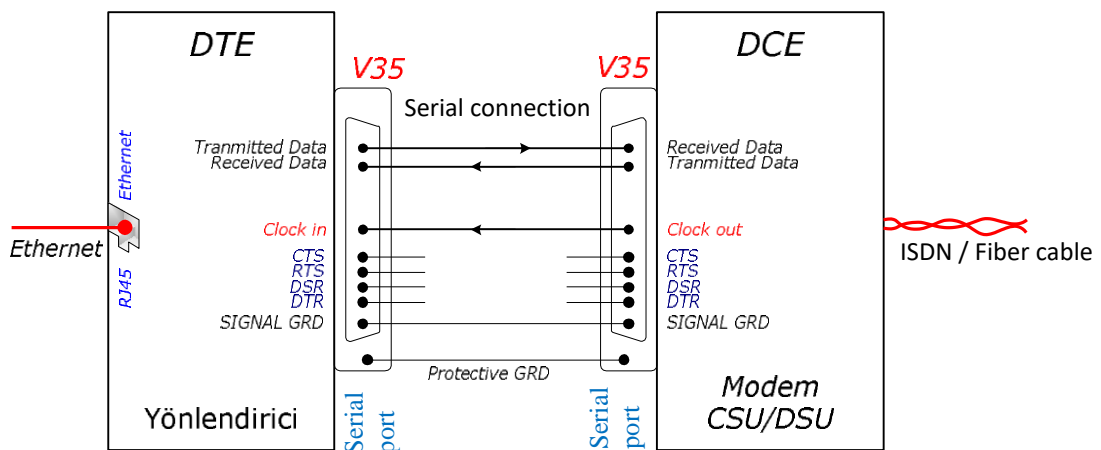 DTE
DCE
V35
V35
Serial connection
Ethernet
RJ45
Ethernet
Tranmitted Data
Received Data
Clock in
CTS
RTS
DSR
DTR
SIGNAL GRD
Received Data
Tranmitted Data
Clock out
CTS
RTS
DSR
DTR
SIGNAL GRD
ISDN / Fiber cable
Protective GRD
Yönlendirici
Serial
port
Serial
port
Modem
CSU/DSU